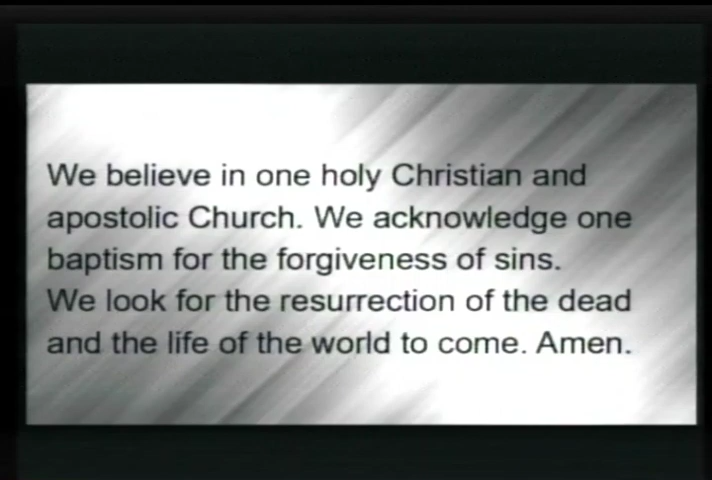 We believe in one holy Christian and
apostolic Church. We acknowledge one
baptism for the forgiveness of sins.
We look for the resurrection of the dead
and the life of the world to come. Amen.